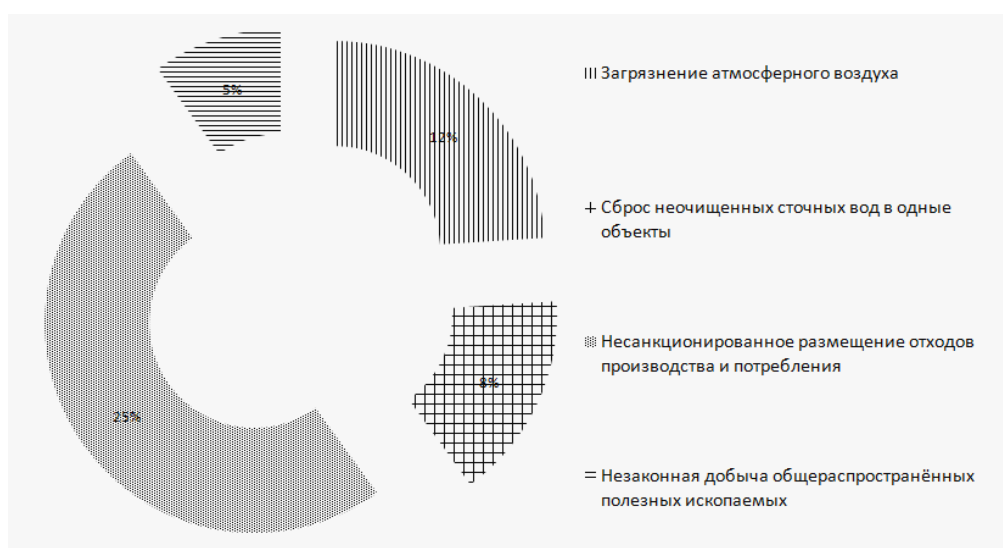 5%
12%
8%
25%
Загрязнение атмосферного воздуха
Сброс неочищенных сточных вод в одные
объекты
Несанкционированное размещение отходов
производства и потребления
Незаконная добыча общераспространённых
полезных ископаемых